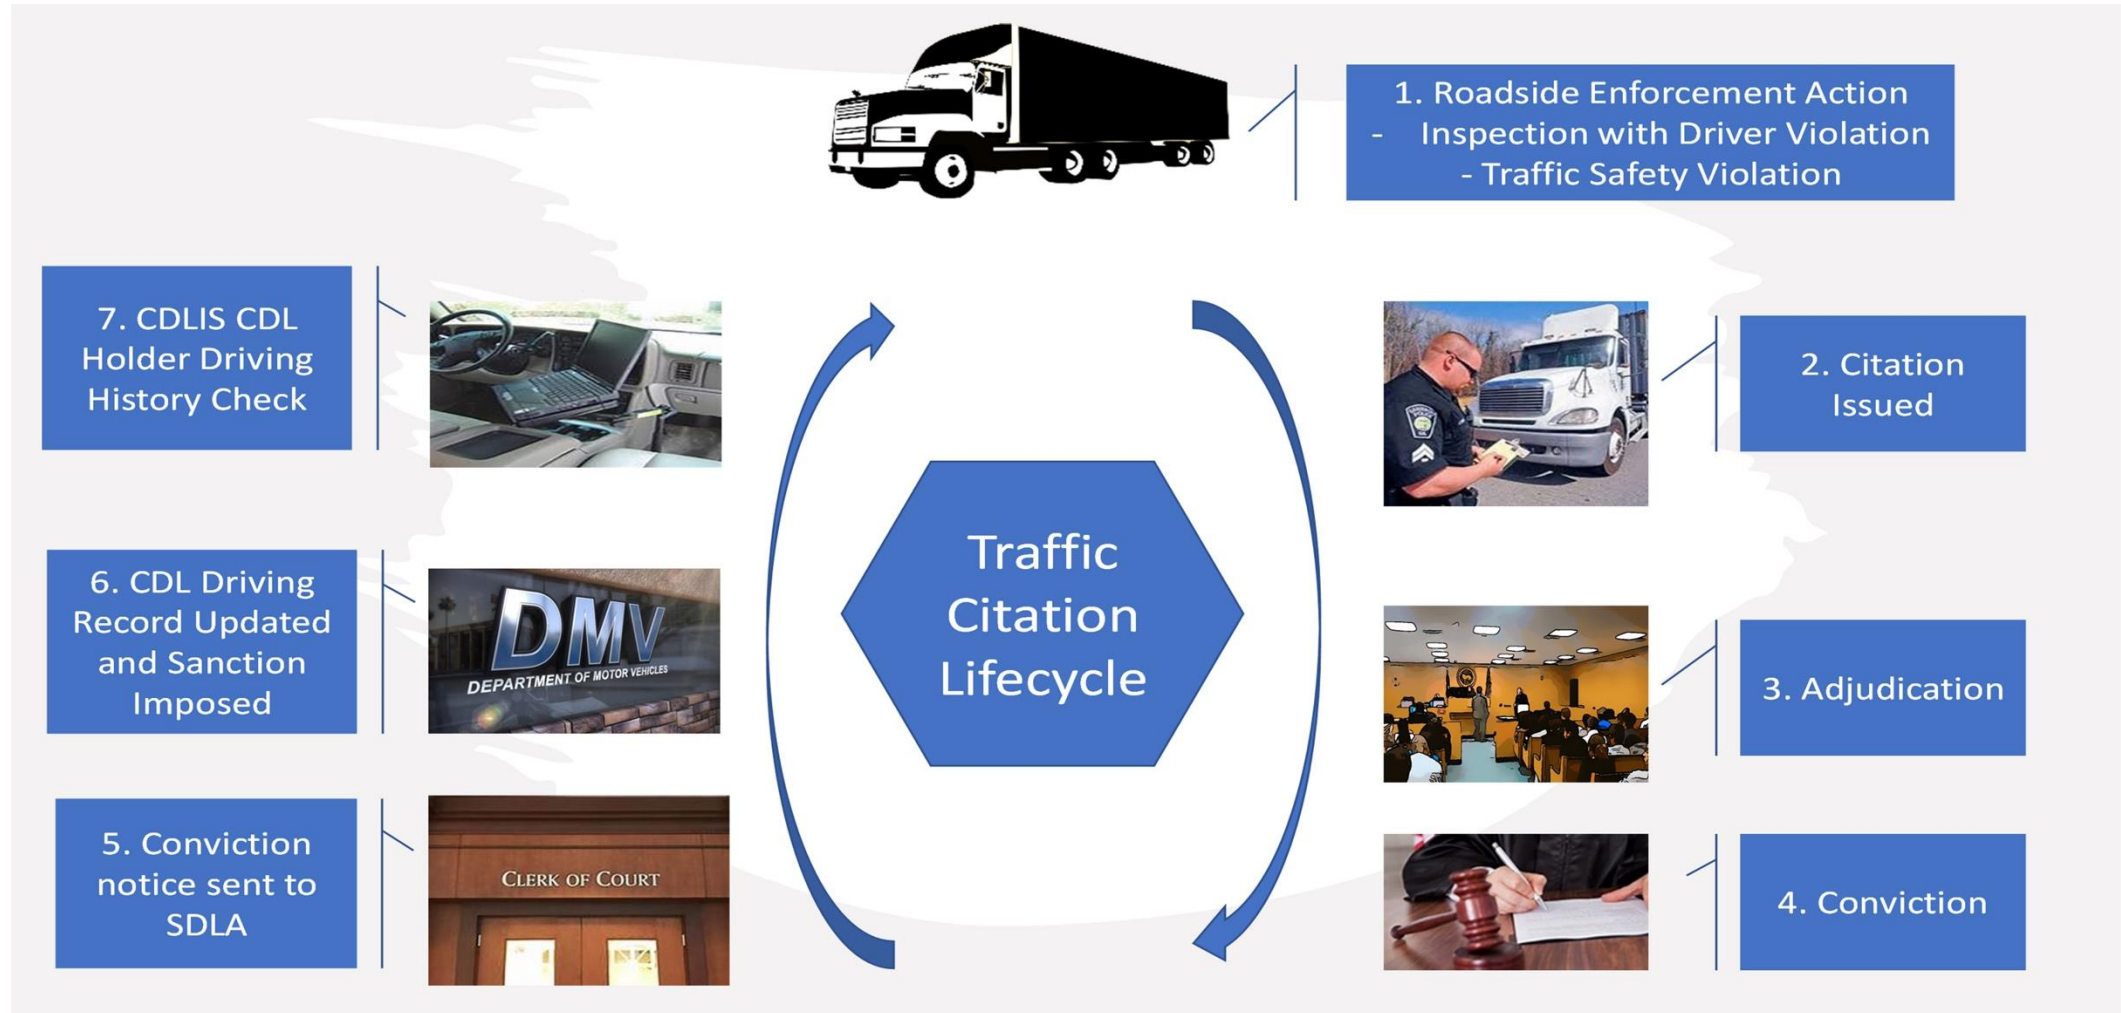 1. Roadside Enforcement Action
- Inspection with Driver Violation
- Traffic Safety Violation
2. Citation
Issued
3. Adjudication
4. Conviction
5. Conviction
notice sent to
SDLA
CLERK OF COURT
6. CDL Driving
Record Updated
and Sanction
Imposed
DMV
DEPARTMENT OF MOTOR VEHICLES
7. CDLIS CDL
Holder Driving
History Check
Traffic
Citation
Lifecycle